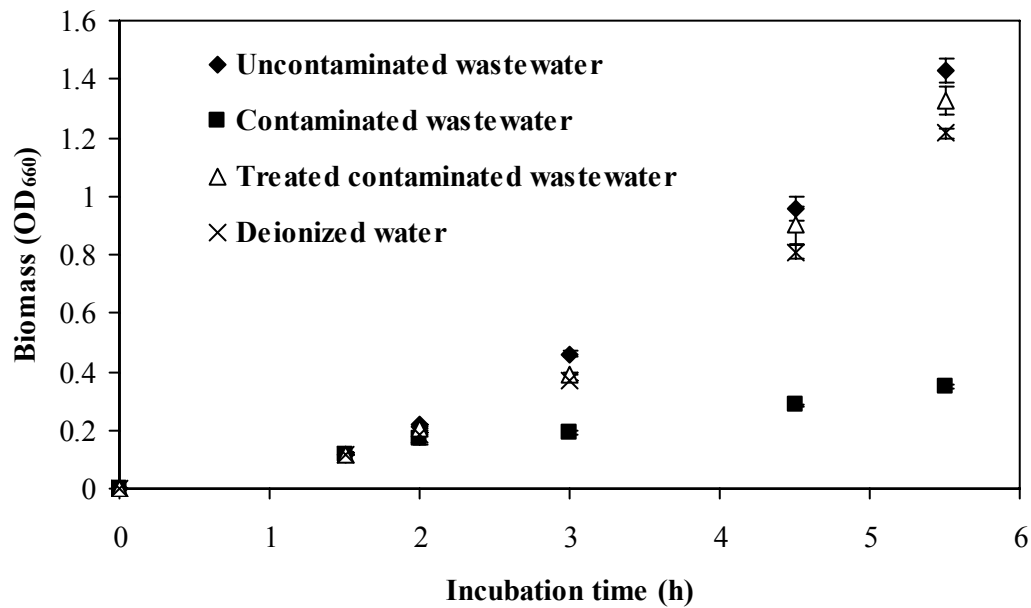 1.6
1.4
1.2
1
0.8
0.6
0.4
0.2
0
Biomass (OD₆₆₀)
Uncontaminated wastewater
Contaminated wastewater
Treated contaminated wastewater
Deionized water
0 1 2 3 4 5 6
Incubation time (h)